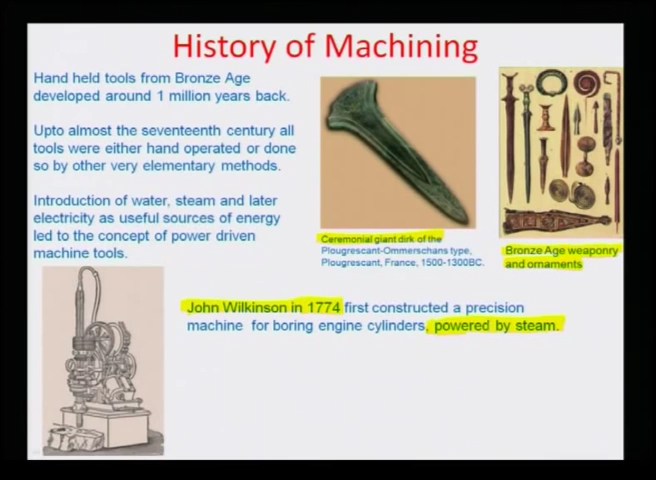 History of Machining
Hand held tools from Bronze Age
developed around 1 million years back.
Upto almost the seventeenth century all
tools were either hand operated or done
so by other very elementary methods.
Introduction of water, steam and later
electricity as useful sources of energy
led to the concept of power driven
machine tools.
Ceremonial giant dirk of the
Plougrescant-Ommerschans type,
Plougrescant, France, 1500-1300BC.
Bronze Age weaponry
and ornaments
John Wilkinson in 1774 first constructed a precision
machine for boring engine cylinders, powered by steam.